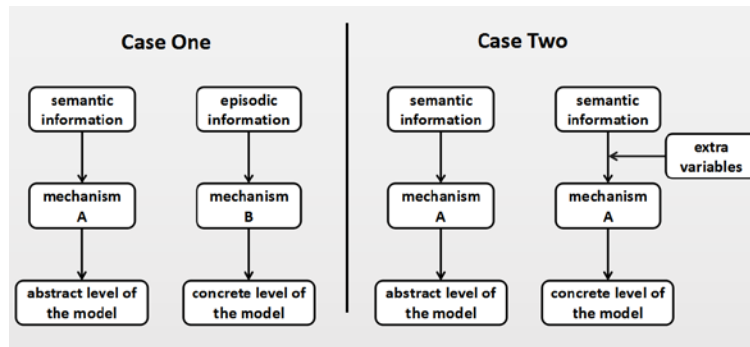 Case One
semantic
information
episodic
information
mechanism
A
mechanism
B
abstract level of
the model
concrete level of
the model
Case Two
semantic
information
semantic
information
extra
variables
mechanism
A
mechanism
A
abstract level of
the model
concrete level of
the model